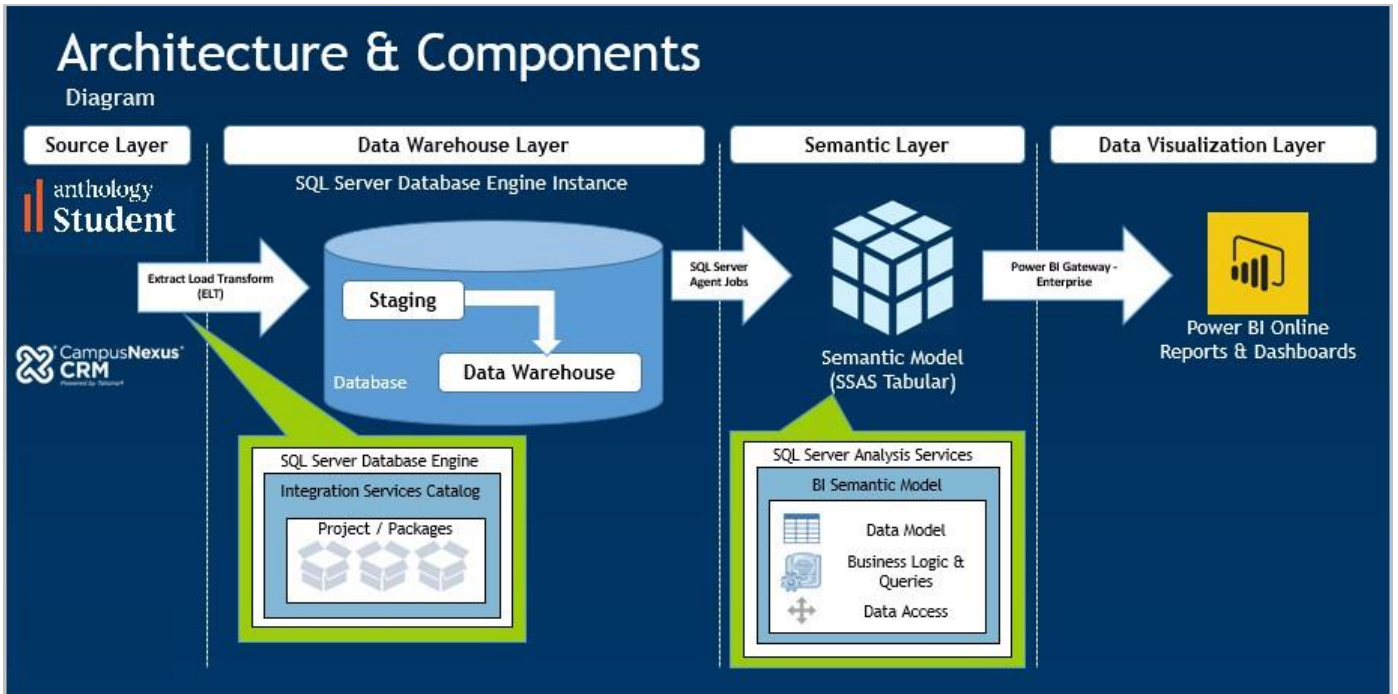 Architecture & Components
Diagram
Source Layer
Data Warehouse Layer
Semantic Layer
Data Visualization Layer
SQL Server Database Engine Instance
anthology
Student
Extract Load Transform
(ELT)
Staging
Data Warehouse
Database
SQL Server
Agent Jobs
Power BI Gateway -
Enterprise
CampusNexus®
CRM
Semantic Model
(SSAS Tabular)
Power BI Online
Reports & Dashboards
SQL Server Database Engine
Integration Services Catalog
Project / Packages
SQL Server Analysis Services
BI Semantic Model
Data Model
Business Logic &
Queries
Data Access